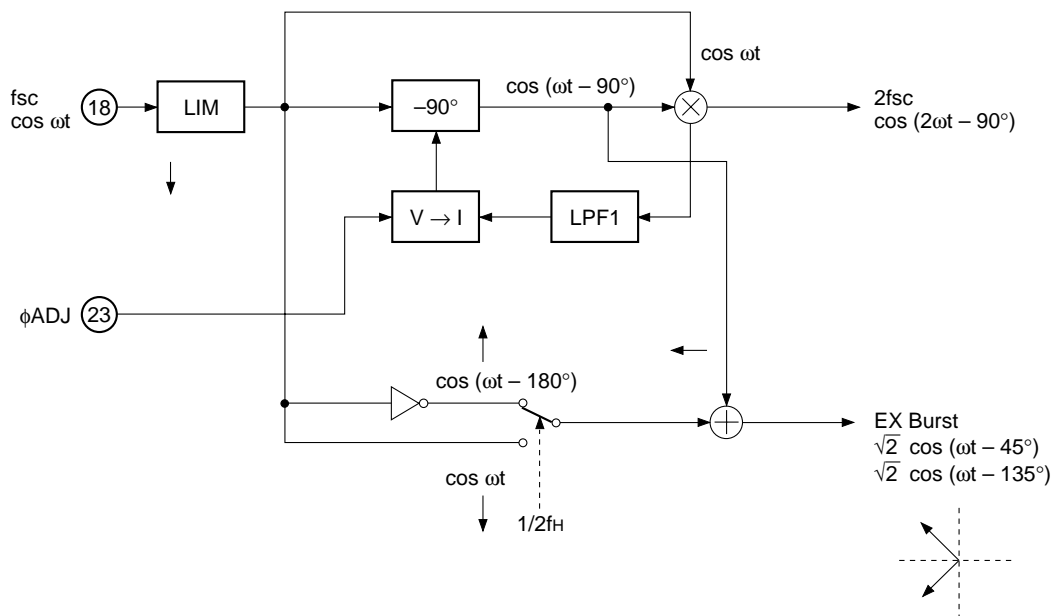 cos ωt
fsc
cos ωt
18
LIM
–90°
cos (ωt – 90°)
2fsc
cos (2ωt – 90°)
V → I
LPF1
ϕADJ
23
cos (ωt – 180°)
EX Burst
√2 cos (ωt – 45°)
√2 cos (ωt – 135°)
cos ωt
1/2fH